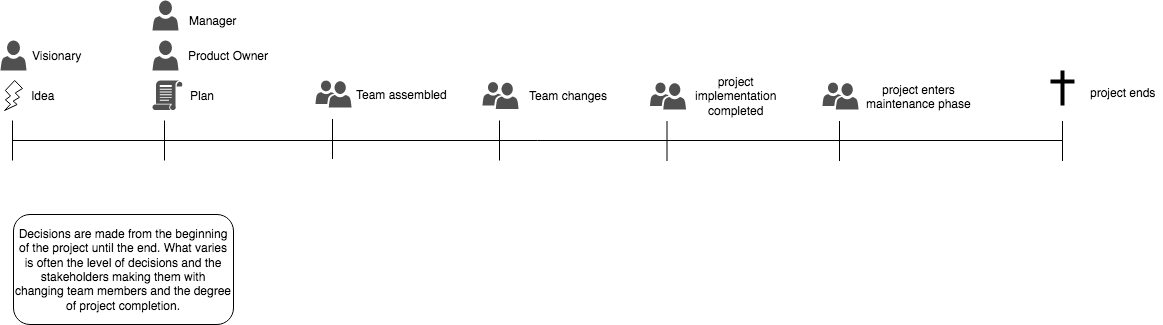 Manager
Visionary
Product Owner
Idea
Plan
Team assembled
Team changes
project
implementation
completed
project enters
maintenance phase
project ends
Decisions are made from the beginning
of the project until the end. What varies
is often the level of decisions and the
stakeholders making them with
changing team members and the degree
of project completion.